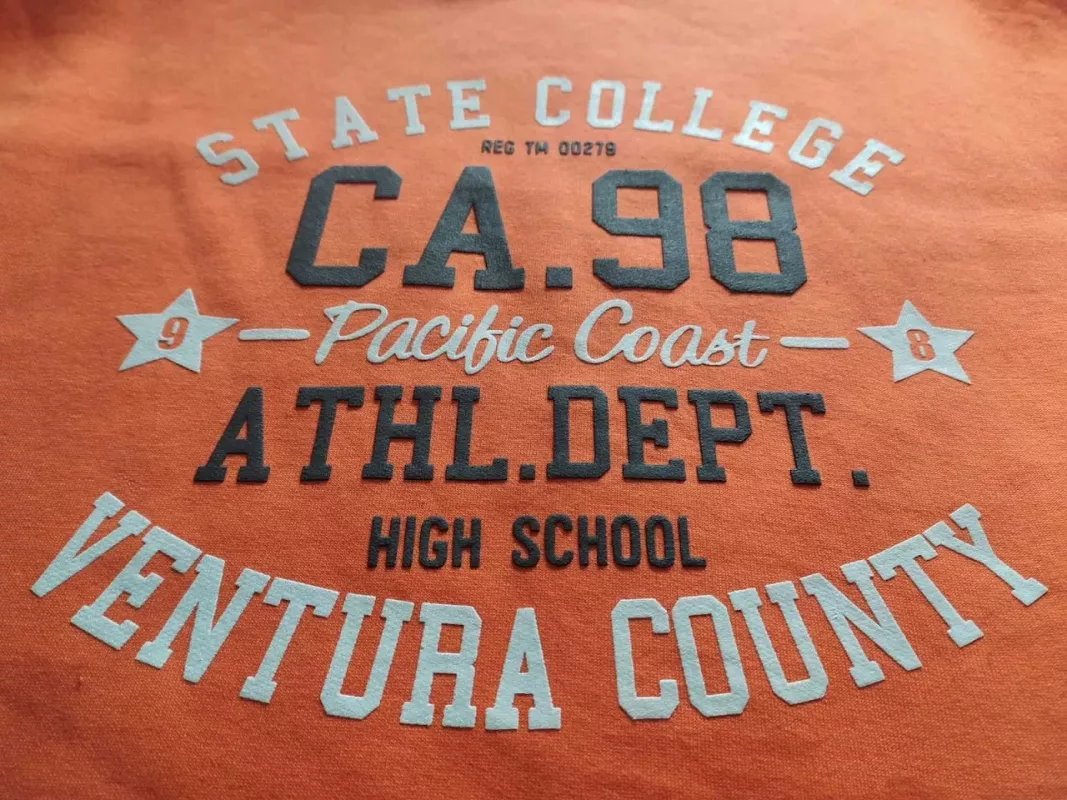 STATE COLLEGE
REG TM 00279
CA.98
9 Pacific Coast 8
ATHL.DEPT.
HIGH SCHOOL
VENTURA COUNTY